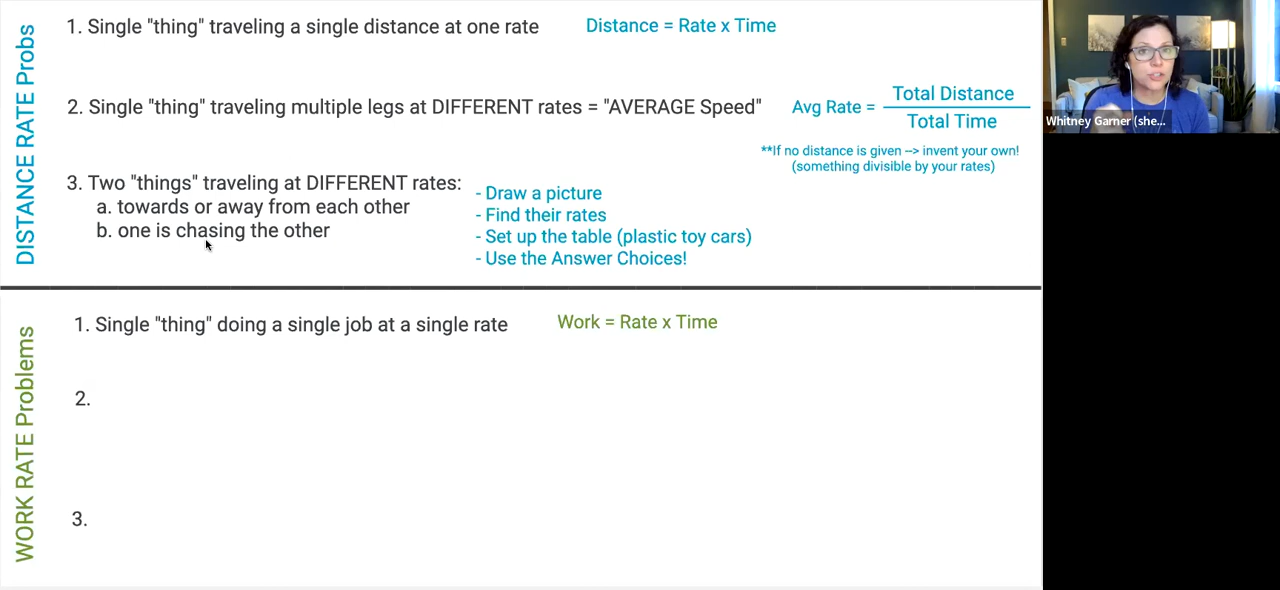 DISTANCE RATE Probs
1. Single "thing" traveling a single distance at one rate
Distance = Rate x Time
2. Single "thing" traveling multiple legs at DIFFERENT rates = "AVERAGE Speed"
Avg Rate =
Total Distance
Total Time
**If no distance is given --> invent your own!
(something divisible by your rates)
3. Two "things" traveling at DIFFERENT rates:
a. towards or away from each other
b. one is chasing the other
- Draw a picture
- Find their rates
- Set up the table (plastic toy cars)
- Use the Answer Choices!
WORK RATE Problems
1. Single "thing" doing a single job at a single rate
Work = Rate x Time
2.
3.
Whitney Garner (she...